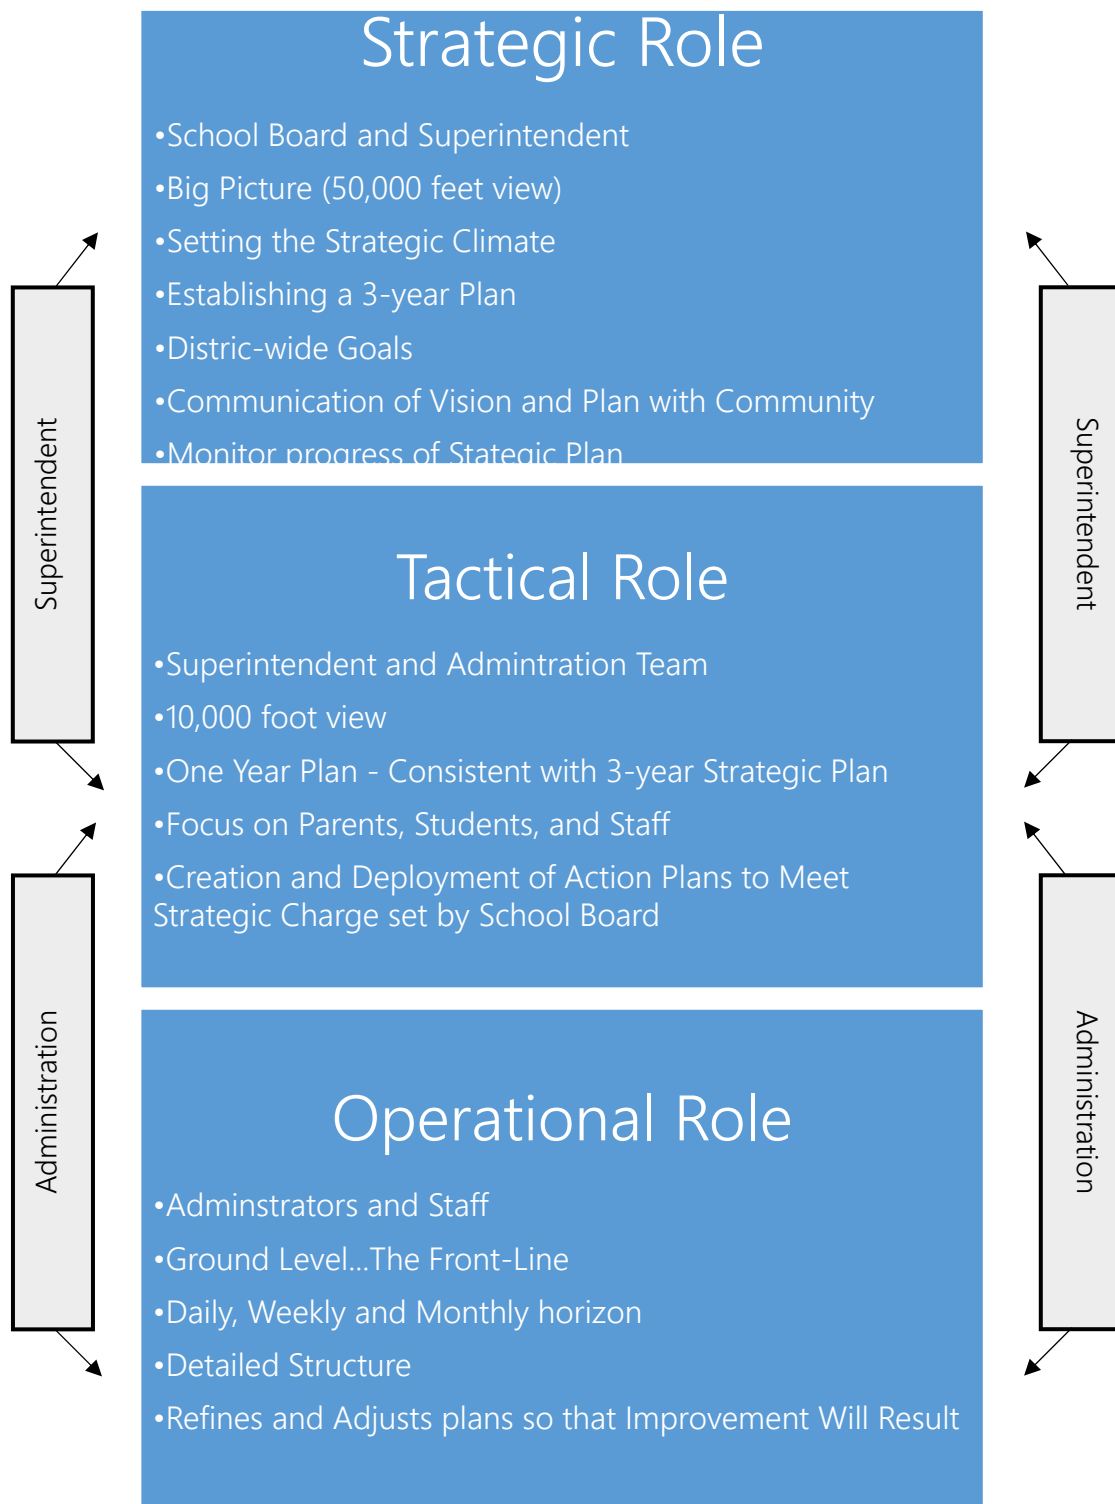 Strategic Role
•School Board and Superintendent
•Big Picture (50,000 feet view)
•Setting the Strategic Climate
•Establishing a 3-year Plan
•Distric-wide Goals
•Communication of Vision and Plan with Community
•Monitor progress of Stategic Plan
Superintendent
Superintendent
Tactical Role
•Superintendent and Admintration Team
•10,000 foot view
•One Year Plan - Consistent with 3-year Strategic Plan
•Focus on Parents, Students, and Staff
•Creation and Deployment of Action Plans to Meet
Strategic Charge set by School Board
Administration
Administration
Operational Role
•Adminstrators and Staff
•Ground Level...The Front-Line
•Daily, Weekly and Monthly horizon
•Detailed Structure
•Refines and Adjusts plans so that Improvement Will Result